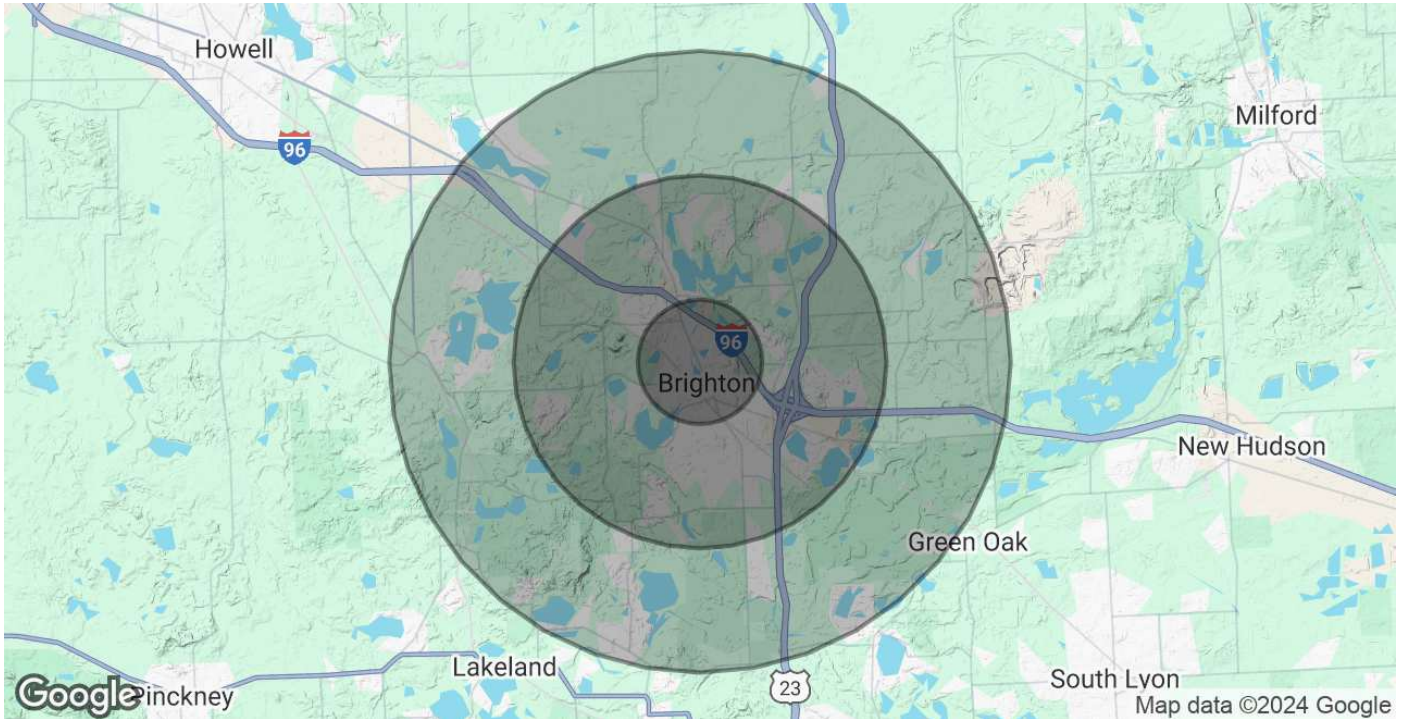 Howell
96
Milford
96
Brighton
New Hudson
Green Oak
Lakeland
South Lyon
23
Google
Pinckney
Map data ©2024 Google